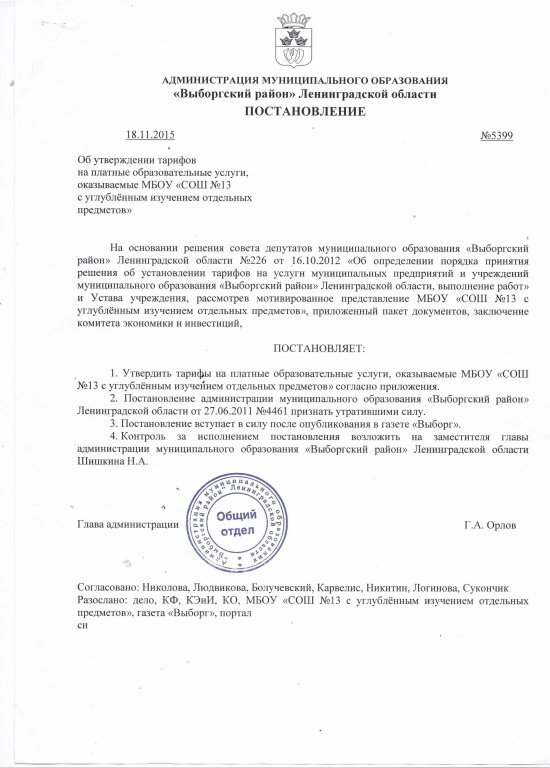 АДМИНИСТРАЦИЯ МУНИЦИПАЛЬНОГО ОБРАЗОВАНИЯ
«Выборгский район» Ленинградской области
ПОСТАНОВЛЕНИЕ
18.11.2015 №5399
Об утверждении тарифов
на платные образовательные услуги,
оказываемые МБОУ «СОШ №13
с углублённым изучением отдельных
предметов»
На основании решения совета депутатов муниципального образования «Выборгский
район» Ленинградской области №226 от 16.10.2012 «Об определении порядка принятия
решения об установлении тарифов на услуги муниципальных предприятий и учреждений
муниципального образования «Выборгский район» Ленинградской области, выполнение работ»
и Устава учреждения, рассмотрев мотивированное представление МБОУ «СОШ №13 с
углублённым изучением отдельных предметов», приложенный пакет документов, заключение
комитета экономики и инвестиций,
ПОСТАНОВЛЯЕТ:
1. Утвердить тарифы на платные образовательные услуги, оказываемые МБОУ «СОШ
№13 с углублённым изучением отдельных предметов» согласно приложения.
2. Постановление администрации муниципального образования «Выборгский район»
Ленинградской области от 27.06.2011 №4461 признать утратившими силу.
3. Постановление вступает в силу после опубликования в газете «Выборг».
4. Контроль за исполнением постановления возложить на заместителя главы
администрации муниципального образования «Выборгский район» Ленинградской области
Шишкина Н.А.
Глава администрации Г.А. Орлов
Администрация муниципального образования
"Выборгский район" Ленинградской области
Общий
отдел
Согласовано: Николова, Людвикова, Болучевский, Карвелис, Никитин, Логинова, Сукончик
Разослано: дело, КФ, КЭиИ, КО, МБОУ «СОШ №13 с углублённым изучением отдельных
предметов», газета «Выборг», портал
сн